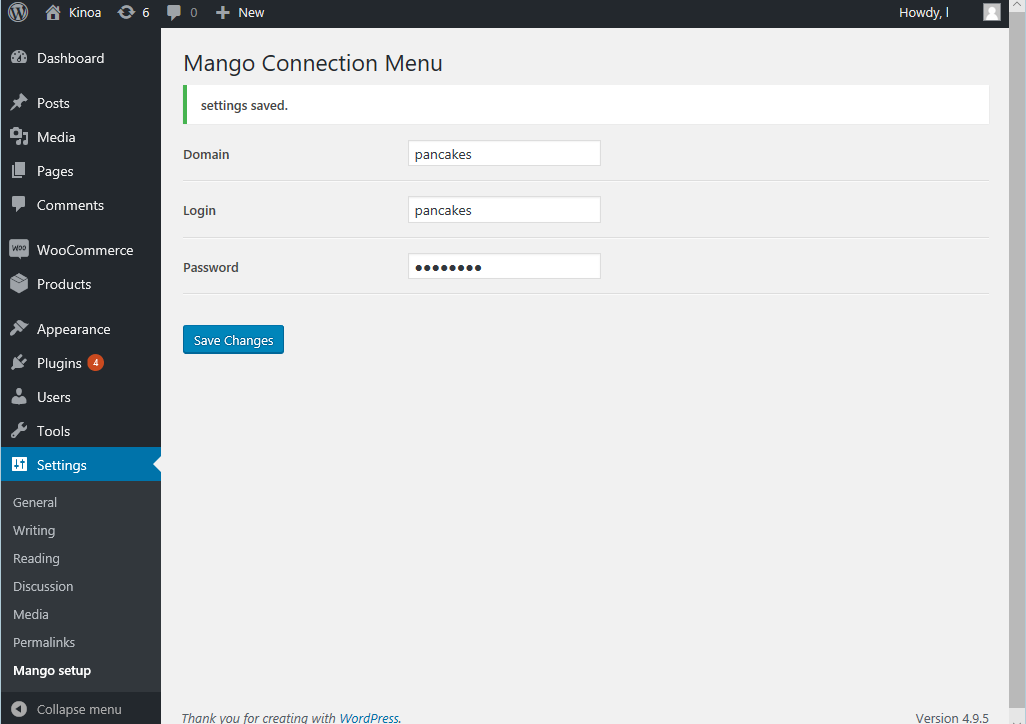 Kinoa 6 0 New Howdy, l
Dashboard
Posts
Media
Pages
Comments
WOO WooCommerce
Products
Appearance
Plugins 4
Users
Tools
Settings
General
Writing
Reading
Discussion
Media
Permalinks
Mango setup
Collapse menu
Mango Connection Menu
settings saved.
Domain pancakes
Login pancakes
Password ●●●●●●●●
Save Changes
Thank you for creating with WordPress. Version 4.9.5